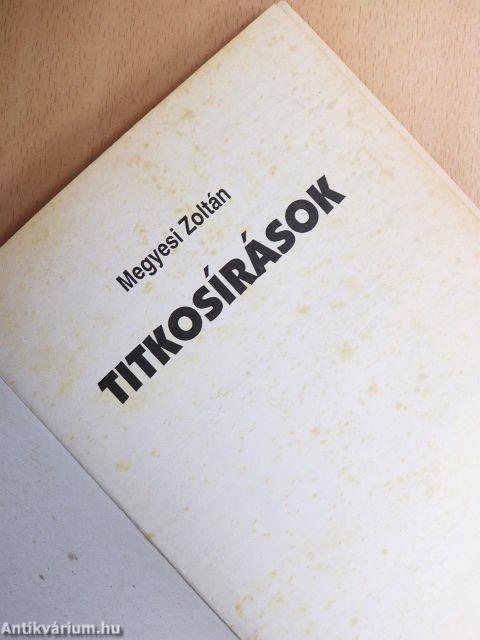 Megyesi Zoltán
TITKOSÍRÁSOK
Antikvárium.hu